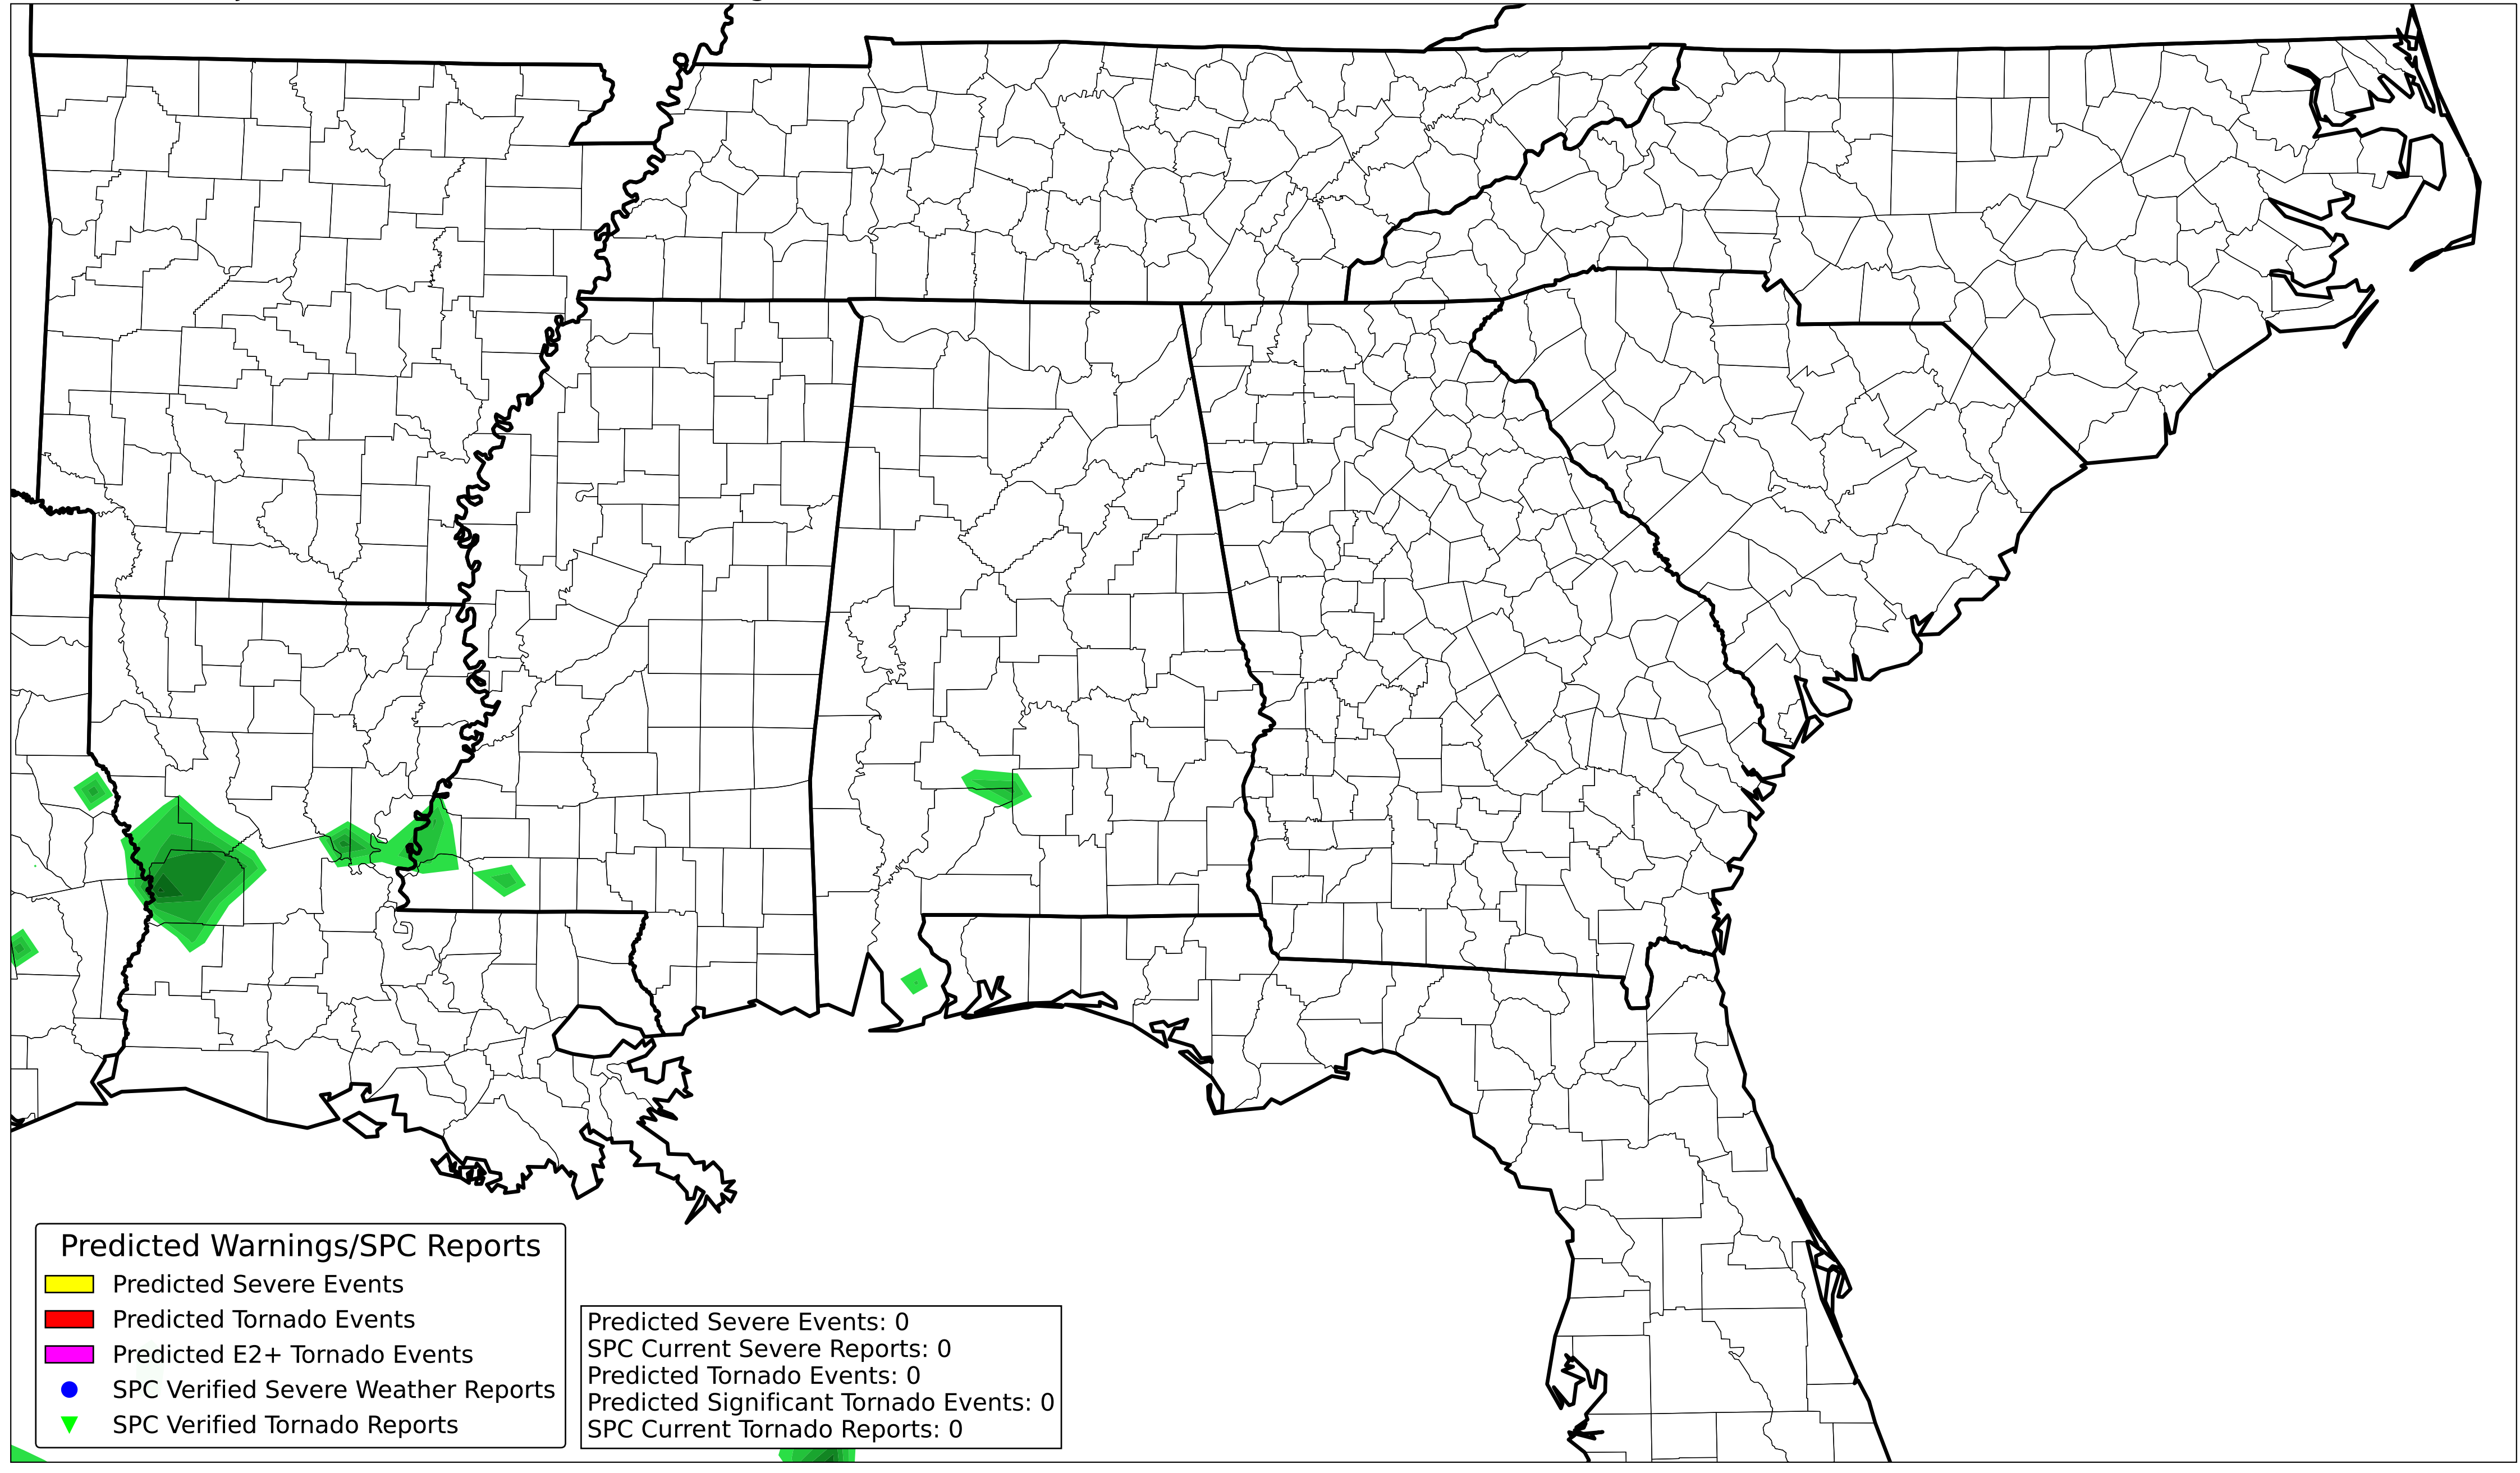 Predicted Warnings/SPC Reports
Predicted Severe Events
Predicted Tornado Events
Predicted E2+ Tornado Events
SPC Verified Severe Weather Reports
SPC Verified Tornado Reports
Predicted Severe Events: 0
SPC Current Severe Reports: 0
Predicted Tornado Events: 0
Predicted Significant Tornado Events: 0
SPC Current Tornado Reports: 0